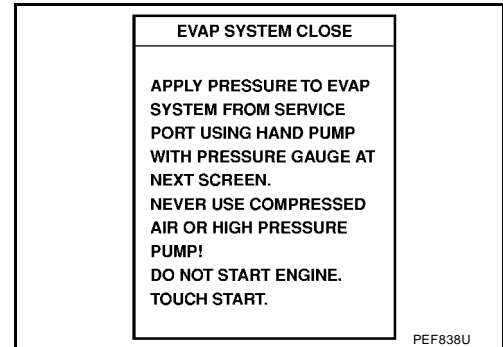 EVAP SYSTEM CLOSE
APPLY PRESSURE TO EVAP
SYSTEM FROM SERVICE
PORT USING HAND PUMP
WITH PRESSURE GAUGE AT
NEXT SCREEN.
NEVER USE COMPRESSED
AIR OR HIGH PRESSURE
PUMP!
DO NOT START ENGINE.
TOUCH START.
PEF838U